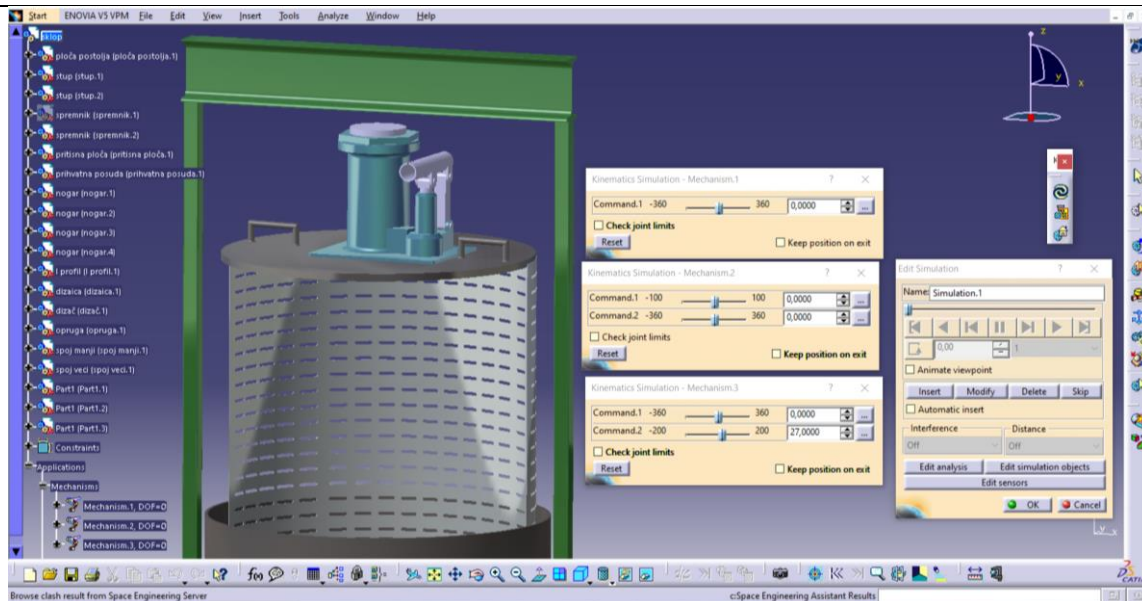 Start ENOVIA V5 VPM File Edit View Insert Tools Analyze Window Help
sklop
ploča postolja (ploča postolja.1)
stup (stup.1)
stup (stup.2)
spremnik (spremnik.1)
spremnik (spremnik.2)
pritisna ploča (pritisna ploča.1)
prihvatna posuda (prihvatna posuda.1)
nogar (nogar.1)
nogar (nogar.2)
nogar (nogar.3)
nogar (nogar.4)
I profil (I profil.1)
dizaica (dizaica.1)
dizač (dizač.1)
opruga (opruga.1)
spoj manji (spoj manji.1)
spoj veci (spoj veci.1)
Part1 (Part1.1)
Part1 (Part1.2)
Part1 (Part1.3)
Constraints
Applications
Mechanisms
Mechanism.1, DOF=0
Mechanism.2, DOF=0
Mechanism.3, DOF=0
z
y
x
Kinematics Simulation - Mechanism.1 ? ×
Command.1 -360 360 0,0000 ...
Check joint limits
Reset Keep position on exit
Kinematics Simulation - Mechanism.2 ? ×
Command.1 -100 100 0,0000 ...
Command.2 -360 360 0,0000 ...
Check joint limits
Reset Keep position on exit
Kinematics Simulation - Mechanism.3 ? ×
Command.1 -360 360 0,0000 ...
Command.2 -200 200 27,0000 ...
Check joint limits
Reset Keep position on exit
Edit Simulation ? ×
Name: Simulation.1
0,00 1
Animate viewpoint
Insert Modify Delete Skip
Automatic insert
Interference Distance
Off Off
Edit analysis Edit simulation objects
Edit sensors
OK Cancel
f(x)
CATIA
Browse clash result from Space Engineering Server c:Space Engineering Assistant Results